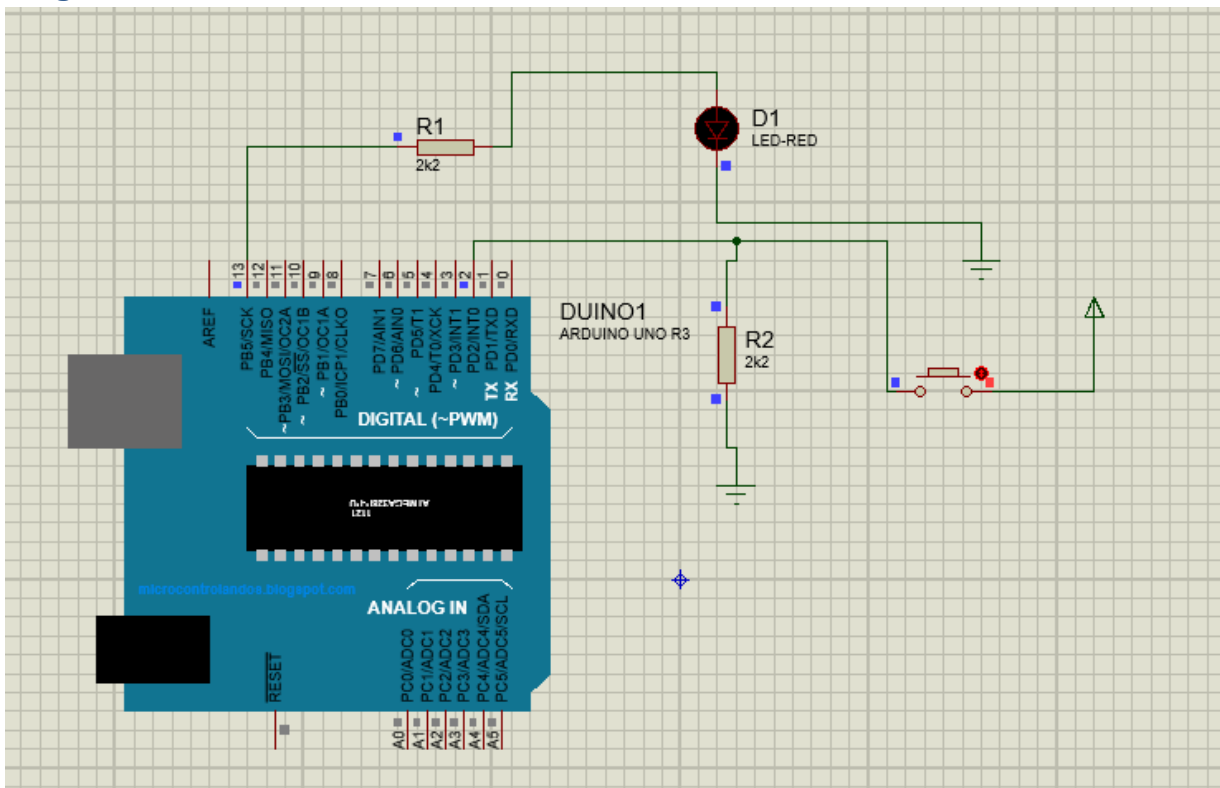 R1
2k2
D1
LED-RED
13
12
11
10
9
8
7
6
5
4
3
2
1
0
AREF
PB5/SCK
PB4/MISO
~PB3/MOSI/OC2A
~ PB2/SS/OC1B
~ PB1/OC1A
PB0/ICP1/CLKO
PD7/AIN1
~ PD6/AIN0
~ PD5/T1
PD4/T0/XCK
~ PD3/INT1
PD2/INT0
TX PD1/TXD
RX PD0/RXD
DIGITAL (~PWM)
DUINO1
ARDUINO UNO R3
R2
2k2
1121
microcontrolandos.blogspot.com
ANALOG IN
RESET
PC0/ADC0
PC1/ADC1
PC2/ADC2
PC3/ADC3
PC4/ADC4/SDA
PC5/ADC5/SCL
A0
A1
A2
A3
A4
A5